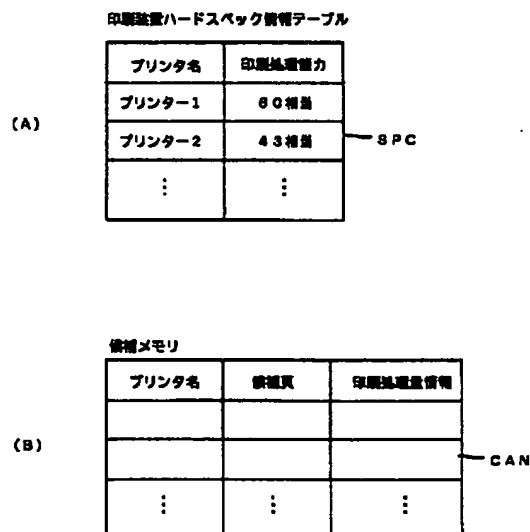 印刷装置ハードスペック情報テーブル
プリンタ名 印刷処理能力
プリンター1 60相当
(A)
プリンター2 43相当 SPC
⋮ ⋮
候補メモリ
プリンタ名 候補頁 印刷処理量情報
(B)
CAN
⋮ ⋮ ⋮